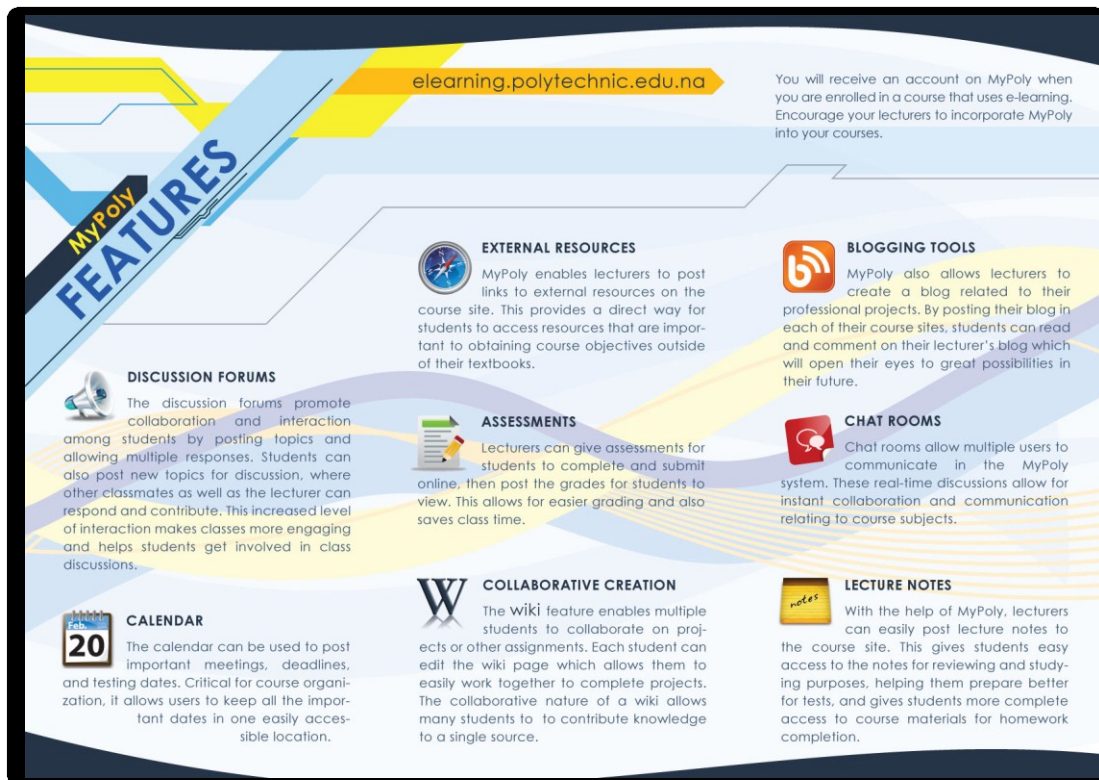 elearning.polytechnic.edu.na
You will receive an account on MyPoly when
you are enrolled in a course that uses e-learning.
Encourage your lecturers to incorporate MyPoly
into your courses.
MyPoly
FEATURES
DISCUSSION FORUMS
The discussion forums promote
collaboration and interaction
among students by posting topics and
allowing multiple responses. Students can
also post new topics for discussion, where
other classmates as well as the lecturer can
respond and contribute. This increased level
of interaction makes classes more engaging
and helps students get involved in class
discussions.
Feb.
20
CALENDAR
The calendar can be used to post
important meetings, deadlines,
and testing dates. Critical for course organi-
zation, it allows users to keep all the impor-
tant dates in one easily acces-
sible location.
EXTERNAL RESOURCES
MyPoly enables lecturers to post
links to external resources on the
course site. This provides a direct way for
students to access resources that are impor-
tant to obtaining course objectives outside
of their textbooks.
ASSESSMENTS
Lecturers can give assessments for
students to complete and submit
online, then post the grades for students to
view. This allows for easier grading and also
saves class time.
W
COLLABORATIVE CREATION
The wiki feature enables multiple
students to collaborate on proj-
ects or other assignments. Each student can
edit the wiki page which allows them to
easily work together to complete projects.
The collaborative nature of a wiki allows
many students to to contribute knowledge
to a single source.
BLOGGING TOOLS
MyPoly also allows lecturers to
create a blog related to their
professional projects. By posting their blog in
each of their course sites, students can read
and comment on their lecturer's blog which
will open their eyes to great possibilities in
their future.
CHAT ROOMS
Chat rooms allow multiple users to
communicate in the MyPoly
system. These real-time discussions allow for
instant collaboration and communication
relating to course subjects.
notes
LECTURE NOTES
With the help of MyPoly, lecturers
can easily post lecture notes to
the course site. This gives students easy
access to the notes for reviewing and study-
ing purposes, helping them prepare better
for tests, and gives students more complete
access to course materials for homework
completion.